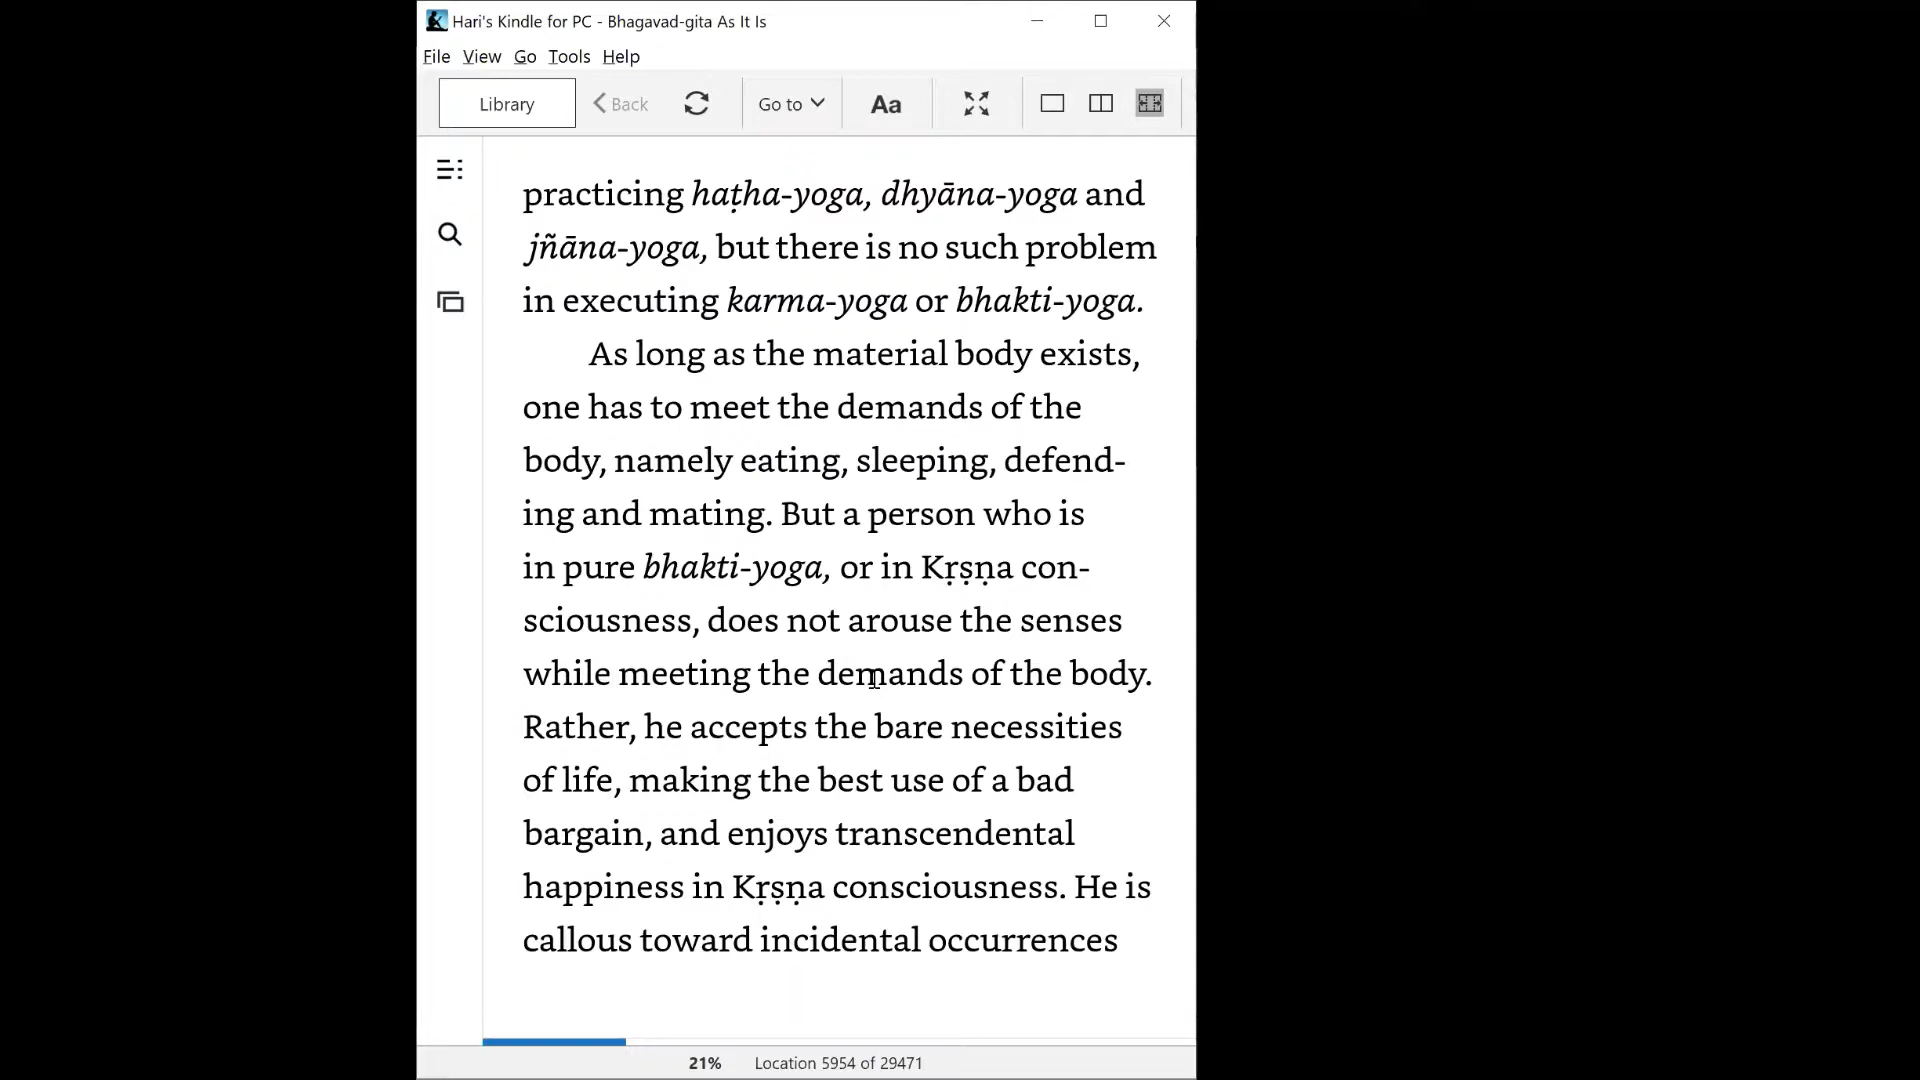 Hari's Kindle for PC - Bhagavad-gita As It Is
File View Go Tools Help
Library Back Go to Aa
practicing haṭha-yoga, dhyāna-yoga and
jñāna-yoga, but there is no such problem
in executing karma-yoga or bhakti-yoga.
As long as the material body exists,
one has to meet the demands of the
body, namely eating, sleeping, defend-
ing and mating. But a person who is
in pure bhakti-yoga, or in Kṛṣṇa con-
sciousness, does not arouse the senses
while meeting the demands of the body.
Rather, he accepts the bare necessities
of life, making the best use of a bad
bargain, and enjoys transcendental
happiness in Kṛṣṇa consciousness. He is
callous toward incidental occurrences
21% Location 5954 of 29471